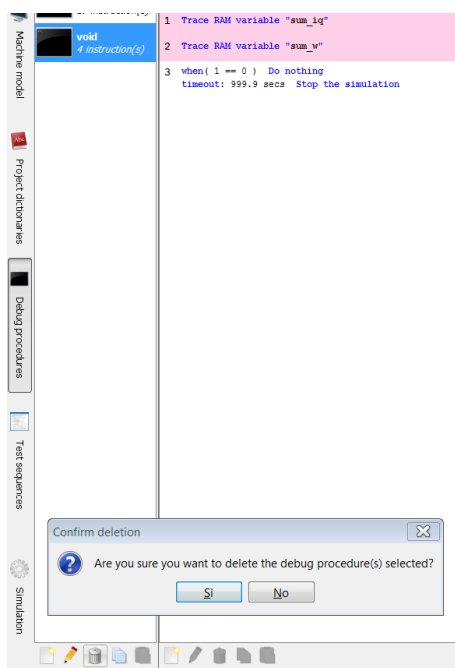 Machine model
Project dictionaries
Debug procedures
Test sequences
Simulation
void
4 instruction(s)
1 Trace RAM variable "sum_iq"
2 Trace RAM variable "sum_w"
3 when( 1 == 0 ) Do nothing
timeout: 999.9 secs Stop the simulation
Confirm deletion
Are you sure you want to delete the debug procedure(s) selected?
Sì
No